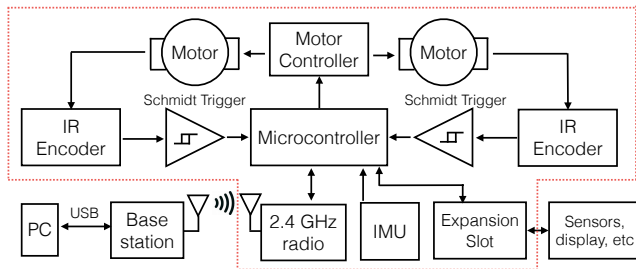 Motor
Motor
Controller
Motor
Schmidt Trigger
Schmidt Trigger
IR
Encoder
Microcontroller
IR
Encoder
PC
USB
Base
station
2.4 GHz
radio
IMU
Expansion
Slot
Sensors,
display, etc